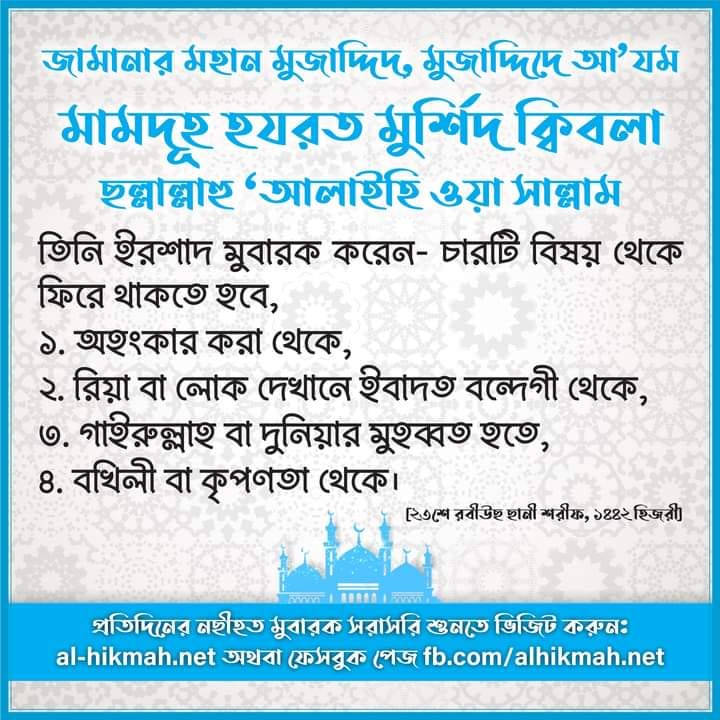 জামানার মহান মুজাদ্দিদ, মুজাদ্দিদে আ’যম
মামদূহ হযরত মুর্শিদ ক্বিবলা
ছল্লাল্লাহু ‘আলাইহি ওয়া সাল্লাম
তিনি ইরশাদ মুবারক করেন- চারটি বিষয় থেকে
ফিরে থাকতে হবে,
১. অহংকার করা থেকে,
২. রিয়া বা লোক দেখানে ইবাদত বন্দেগী থেকে,
৩. গাইরুল্লাহ বা দুনিয়ার মুহব্বত হতে,
৪. বখিলী বা কৃপণতা থেকে।
[২৩শে রবীউছ ছানী শরীফ, ১৪৪২ হিজরী]
প্রতিদিনের নছীহত মুবারক সরাসরি শুনতে ভিজিট করুন:
al-hikmah.net অথবা ফেসবুক পেজ fb.com/alhikmah.net